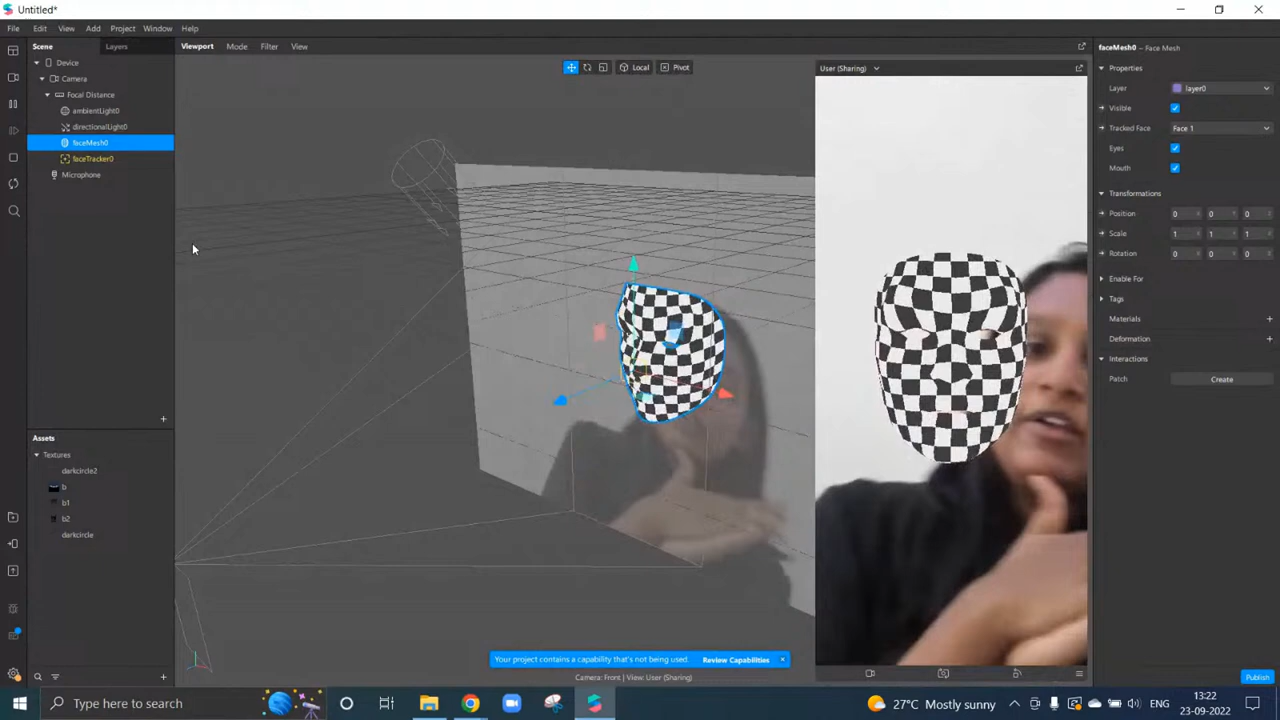 Untitled*
File Edit View Add Project Window Help
Scene Layers
Device
Camera
Focal Distance
ambientLight0
directionalLight0
faceMesh0
faceTracker0
Microphone
Assets
Textures
darkcircle2
b
b1
b2
darkcircle
Viewport Mode Filter View
Local Pivot
Your project contains a capability that's not being used. Review Capabilities
Camera: Front | View: User (Sharing)
User (Sharing)
faceMesh0 - Face Mesh
Properties
Layer layer0
Visible
Tracked Face Face 1
Eyes
Mouth
Transformations
Position 0 0 0
Scale 1 1 1
Rotation 0 0 0
Enable For
Tags
Materials
Deformation
Interactions
Patch Create
Publish
Type here to search
27°C Mostly sunny
ENG
13:22
23-09-2022